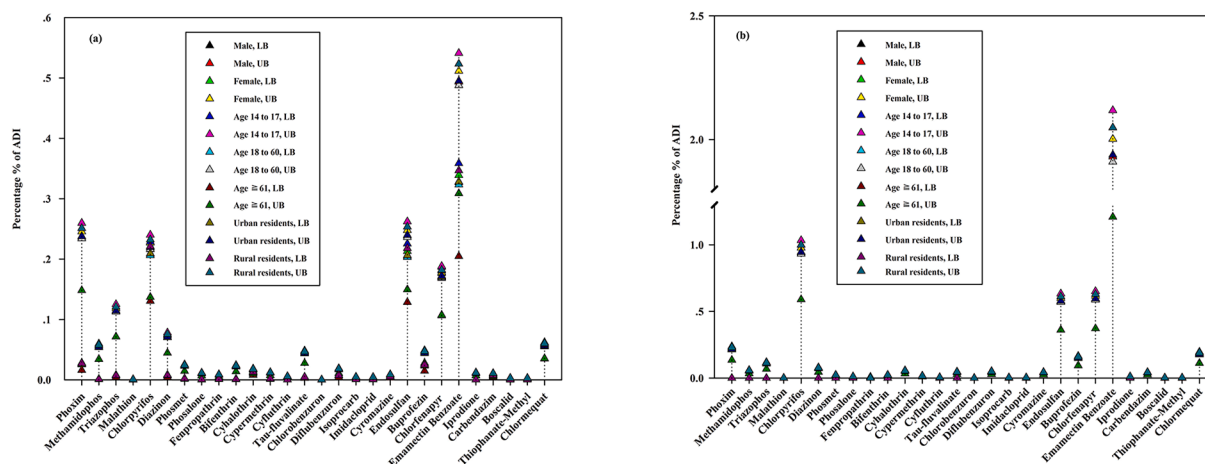 (a)
Percentage % of ADI
.6
.5
.4
.3
.2
.1
0.0
Male, LB
Male, UB
Female, LB
Female, UB
Age 14 to 17, LB
Age 14 to 17, UB
Age 18 to 60, LB
Age 18 to 60, UB
Age ≧ 61, LB
Age ≧ 61, UB
Urban residents, LB
Urban residents, UB
Rural residents, LB
Rural residents, UB
Phoxim
Methamidophos
Triazophos
Malathion
Chlorpyrifos
Diazinon
Phosmet
Phosalone
Fenpropathrin
Bifenthrin
Cyhalothrin
Cypermethrin
Cyfluthrin
Tau-fluvalinate
Chlorobenzuron
Diflubenzuron
Isoprocarb
Imidacloprid
Cyromazine
Endosulfan
Buprofezin
Chlorfenapyr
Emamectin Benzoate
Iprodione
Carbendazim
Boscalid
Thiophanate-Methyl
Chlormequat
(b)
Percentage % of ADI
2.5
2.0
1.0
.5
0.0
Male, LB
Male, UB
Female, LB
Female, UB
Age 14 to 17, LB
Age 14 to 17, UB
Age 18 to 60, LB
Age 18 to 60, UB
Age ≧ 61, LB
Age ≧ 61, UB
Urban residents, LB
Urban residents, UB
Rural residents, LB
Rural residents, UB
Phoxim
Methamidophos
Triazophos
Malathion
Chlorpyrifos
Diazinon
Phosmet
Phosalone
Fenpropathrin
Bifenthrin
Cyhalothrin
Cypermethrin
Cyfluthrin
Tau-fluvalinate
Chlorobenzuron
Diflubenzuron
Isoprocarb
Imidacloprid
Cyromazine
Endosulfan
Buprofezin
Chlorfenapyr
Emamectin Benzoate
Iprodione
Carbendazim
Boscalid
Thiophanate-Methyl
Chlormequat